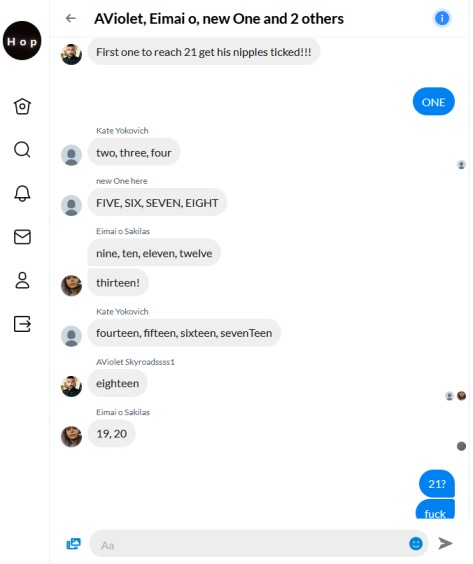 AViolet, Eimai o, new One and 2 others
Hop
First one to reach 21 get his nipples ticked!!!
ONE
Kate Yokovich
two, three, four
new One here
FIVE, SIX, SEVEN, EIGHT
Eimai o Sakilas
nine, ten, eleven, twelve
thirteen!
Kate Yokovich
fourteen, fifteen, sixteen, sevenTeen
AViolet Skyroadssss1
eighteen
Eimai o Sakilas
19, 20
21?
fuck
Aa